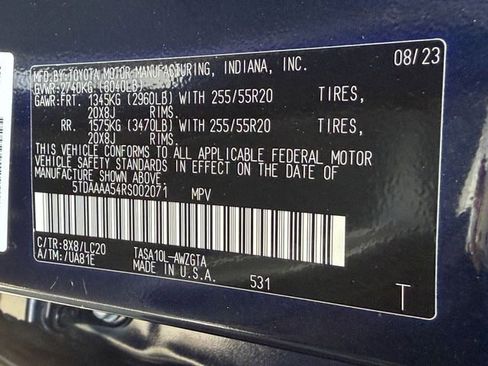 MFD.BY:TOYOTA MOTOR MANUFACTURING, INDIANA, INC. 08/23
GVWR:2740KG (6040LB)
GAWR:FRT. 1345KG (2960LB) WITH 255/55R20 TIRES,
20X8J RIMS.
RR. 1575KG (3470LB) WITH 255/55R20 TIRES,
20X8J RIMS.
THIS VEHICLE CONFORMS TO ALL APPLICABLE FEDERAL MOTOR
VEHICLE SAFETY STANDARDS IN EFFECT ON THE DATE OF
MANUFACTURE SHOWN ABOVE.
5TDAAAA54RS002071 MPV
C/TR:8X8/LC20 TASA10L-AWZGTA
A/TM:-/UA81E MADE IN U.S.A. 531 T